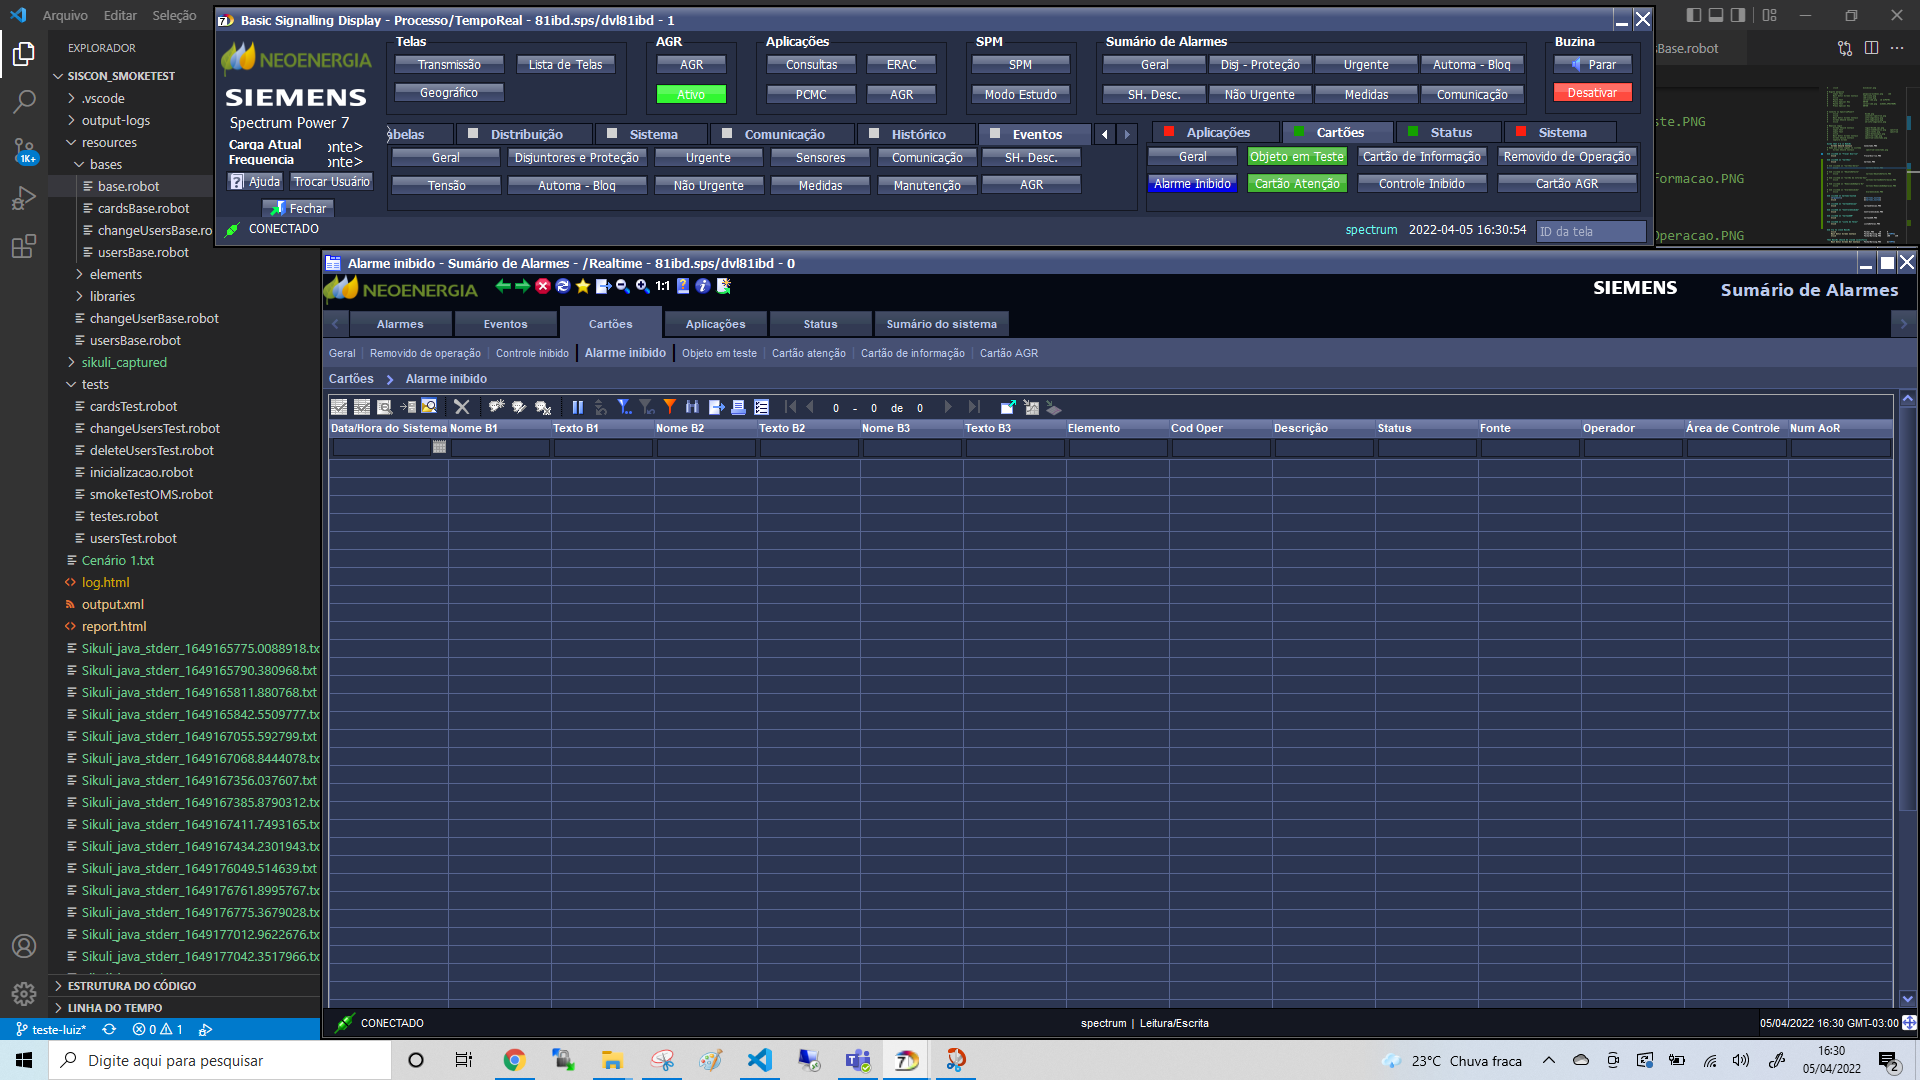 Arquivo Editar Seleção
Basic Signalling Display - Processo/TempoReal - 81ibd.sps/dvl81ibd - 1
EXPLORADOR
SISCON_SMOKETEST
.vscode
output-logs
resources
bases
base.robot
cardsBase.robot
changeUsersBase.ro
usersBase.robot
elements
libraries
changeUserBase.robot
usersBase.robot
sikuli_captured
tests
cardsTest.robot
changeUsersTest.robot
deleteUsersTest.robot
inicializacao.robot
smokeTestOMS.robot
testes.robot
usersTest.robot
Cenário 1.txt
log.html
output.xml
report.html
Sikuli_java_stderr_1649165775.0088918.tx
Sikuli_java_stderr_1649165790.380968.txt
Sikuli_java_stderr_1649165811.880768.txt
Sikuli_java_stderr_1649165842.5509777.tx
Sikuli_java_stderr_1649167055.592799.txt
Sikuli_java_stderr_1649167068.8444078.tx
Sikuli_java_stderr_1649167356.037607.txt
Sikuli_java_stderr_1649167385.8790312.tx
Sikuli_java_stderr_1649167411.7493165.tx
Sikuli_java_stderr_1649167434.2301943.tx
Sikuli_java_stderr_1649176049.514639.txt
Sikuli_java_stderr_1649176761.8995767.tx
Sikuli_java_stderr_1649176775.3679028.tx
Sikuli_java_stderr_1649177012.9622676.tx
Sikuli_java_stderr_1649177042.3517966.tx
ESTRUTURA DO CÓDIGO
LINHA DO TEMPO
1K+
teste-luiz* 0 1
NEOENERGIA
SIEMENS
Spectrum Power 7
Carga Atual onte>
Frequencia onte>
Ajuda Trocar Usuário
Fechar
CONECTADO
Telas
Transmissão Lista de Telas
Geográfico
AGR
AGR
Ativo
Aplicações
Consultas ERAC
PCMC AGR
SPM
SPM
Modo Estudo
Sumário de Alarmes
Geral Disj - Proteção Urgente Automa - Bloq
SH. Desc. Não Urgente Medidas Comunicação
Buzina
Parar
Desativar
belas Distribuição Sistema Comunicação Histórico Eventos
Geral Disjuntores e Proteção Urgente Sensores Comunicação SH. Desc.
Tensão Automa - Bloq Não Urgente Medidas Manutenção AGR
Aplicações Cartões Status Sistema
Geral Objeto em Teste Cartão de Informação Removido de Operação
Alarme Inibido Cartão Atenção Controle Inibido Cartão AGR
spectrum 2022-04-05 16:30:54 ID da tela
sBase.robot
ste.PNG
formacao.PNG
Operacao.PNG
Alarme inibido - Sumário de Alarmes - /Realtime - 81ibd.sps/dvl81ibd - 0
NEOENERGIA 1:1 SIEMENS Sumário de Alarmes
Alarmes Eventos Cartões Aplicações Status Sumário do sistema
Geral Removido de operação Controle inibido Alarme inibido Objeto em teste Cartão atenção Cartão de informação Cartão AGR
Cartões Alarme inibido
0 - 0 de 0
Data/Hora do Sistema Nome B1 Texto B1 Nome B2 Texto B2 Nome B3 Texto B3 Elemento Cod Oper Descrição Status Fonte Operador Área de Controle Num AoR
CONECTADO spectrum | Leitura/Escrita 05/04/2022 16:30 GMT-03:00
Digite aqui para pesquisar
23°C Chuva fraca
16:30
05/04/2022
2